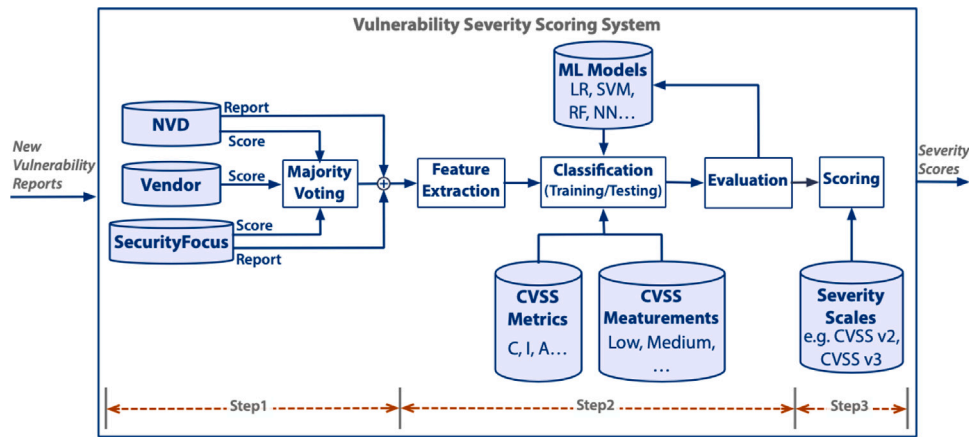 Vulnerability Severity Scoring System
New
Vulnerability
Reports
NVD
Report
Score
Vendor
Score
SecurityFocus
Score
Report
Majority
Voting
Feature
Extraction
ML Models
LR, SVM,
RF, NN...
Classification
(Training/Testing)
Evaluation
Scoring
Severity
Scores
CVSS
Metrics
C, I, A...
CVSS
Meaturements
Low, Medium,
...
Severity
Scales
e.g. CVSS v2,
CVSS v3
Step1
Step2
Step3